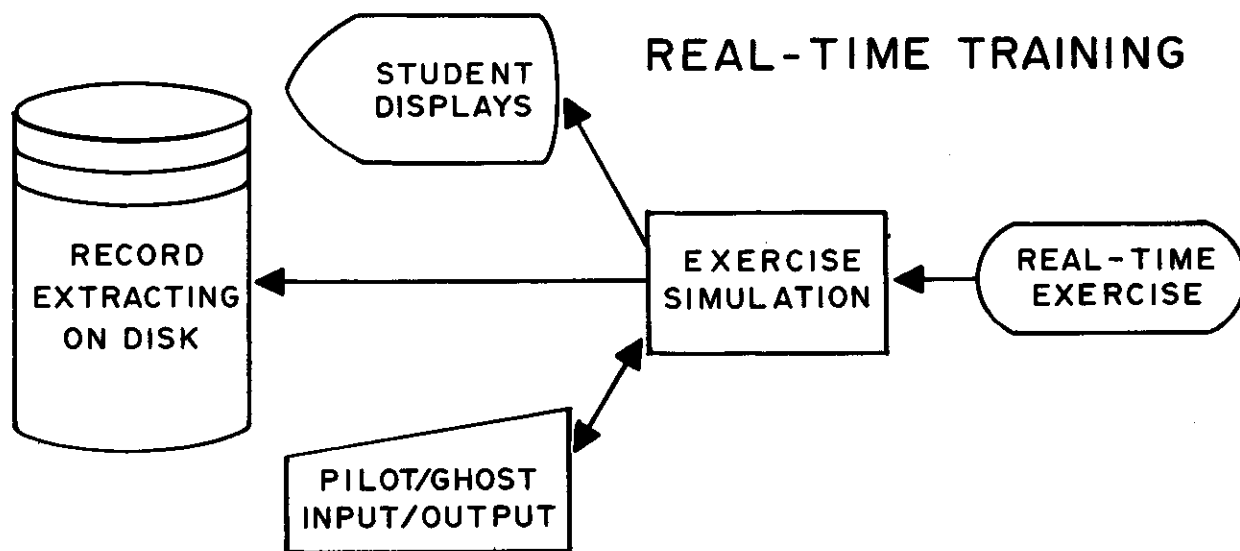 REAL-TIME TRAINING
STUDENT
DISPLAYS
RECORD
EXTRACTING
ON DISK
EXERCISE
SIMULATION
REAL-TIME
EXERCISE
PILOT/GHOST
INPUT/OUTPUT